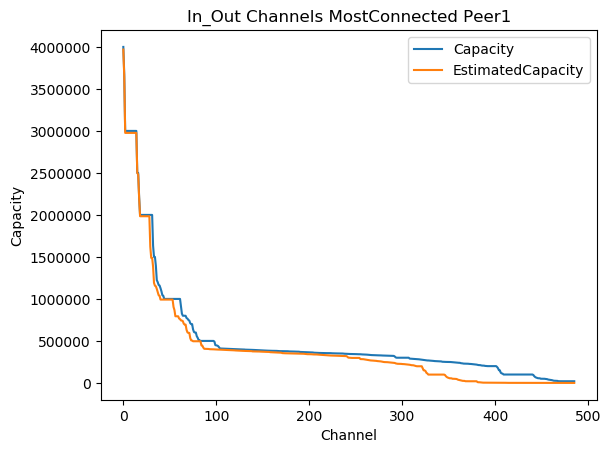 In_Out Channels MostConnected Peer1
Capacity
EstimatedCapacity
4000000
3500000
3000000
2500000
2000000
1500000
1000000
500000
0
Capacity
0 100 200 300 400 500
Channel